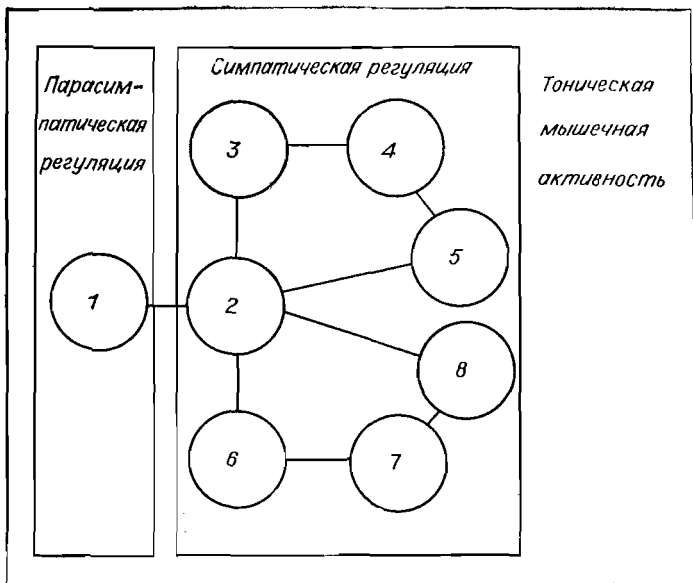 Парасим-
патическая
регуляция
Симпатическая регуляция
Тоническая
мышечная
активность
3
4
5
1
2
8
6
7